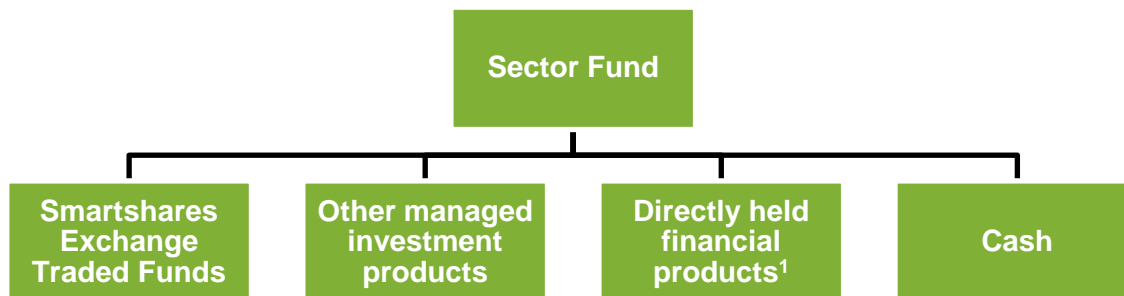 Sector Fund
Smartshares
Exchange
Traded Funds
Other managed
investment
products
Directly held
financial
products¹
Cash